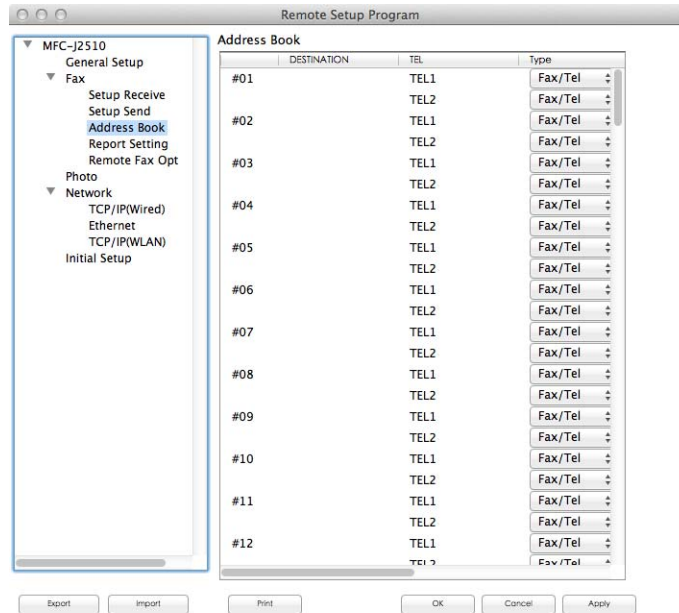 Remote Setup Program
MFC-J2510
General Setup
Fax
Setup Receive
Setup Send
Address Book
Report Setting
Remote Fax Opt
Photo
Network
TCP/IP(Wired)
Ethernet
TCP/IP(WLAN)
Initial Setup
Address Book
DESTINATION TEL Type
#01 TEL1 Fax/Tel
TEL2 Fax/Tel
#02 TEL1 Fax/Tel
TEL2 Fax/Tel
#03 TEL1 Fax/Tel
TEL2 Fax/Tel
#04 TEL1 Fax/Tel
TEL2 Fax/Tel
#05 TEL1 Fax/Tel
TEL2 Fax/Tel
#06 TEL1 Fax/Tel
TEL2 Fax/Tel
#07 TEL1 Fax/Tel
TEL2 Fax/Tel
#08 TEL1 Fax/Tel
TEL2 Fax/Tel
#09 TEL1 Fax/Tel
TEL2 Fax/Tel
#10 TEL1 Fax/Tel
TEL2 Fax/Tel
#11 TEL1 Fax/Tel
TEL2 Fax/Tel
#12 TEL1 Fax/Tel
TEL2 Fax/Tel
Export Import Print OK Cancel Apply